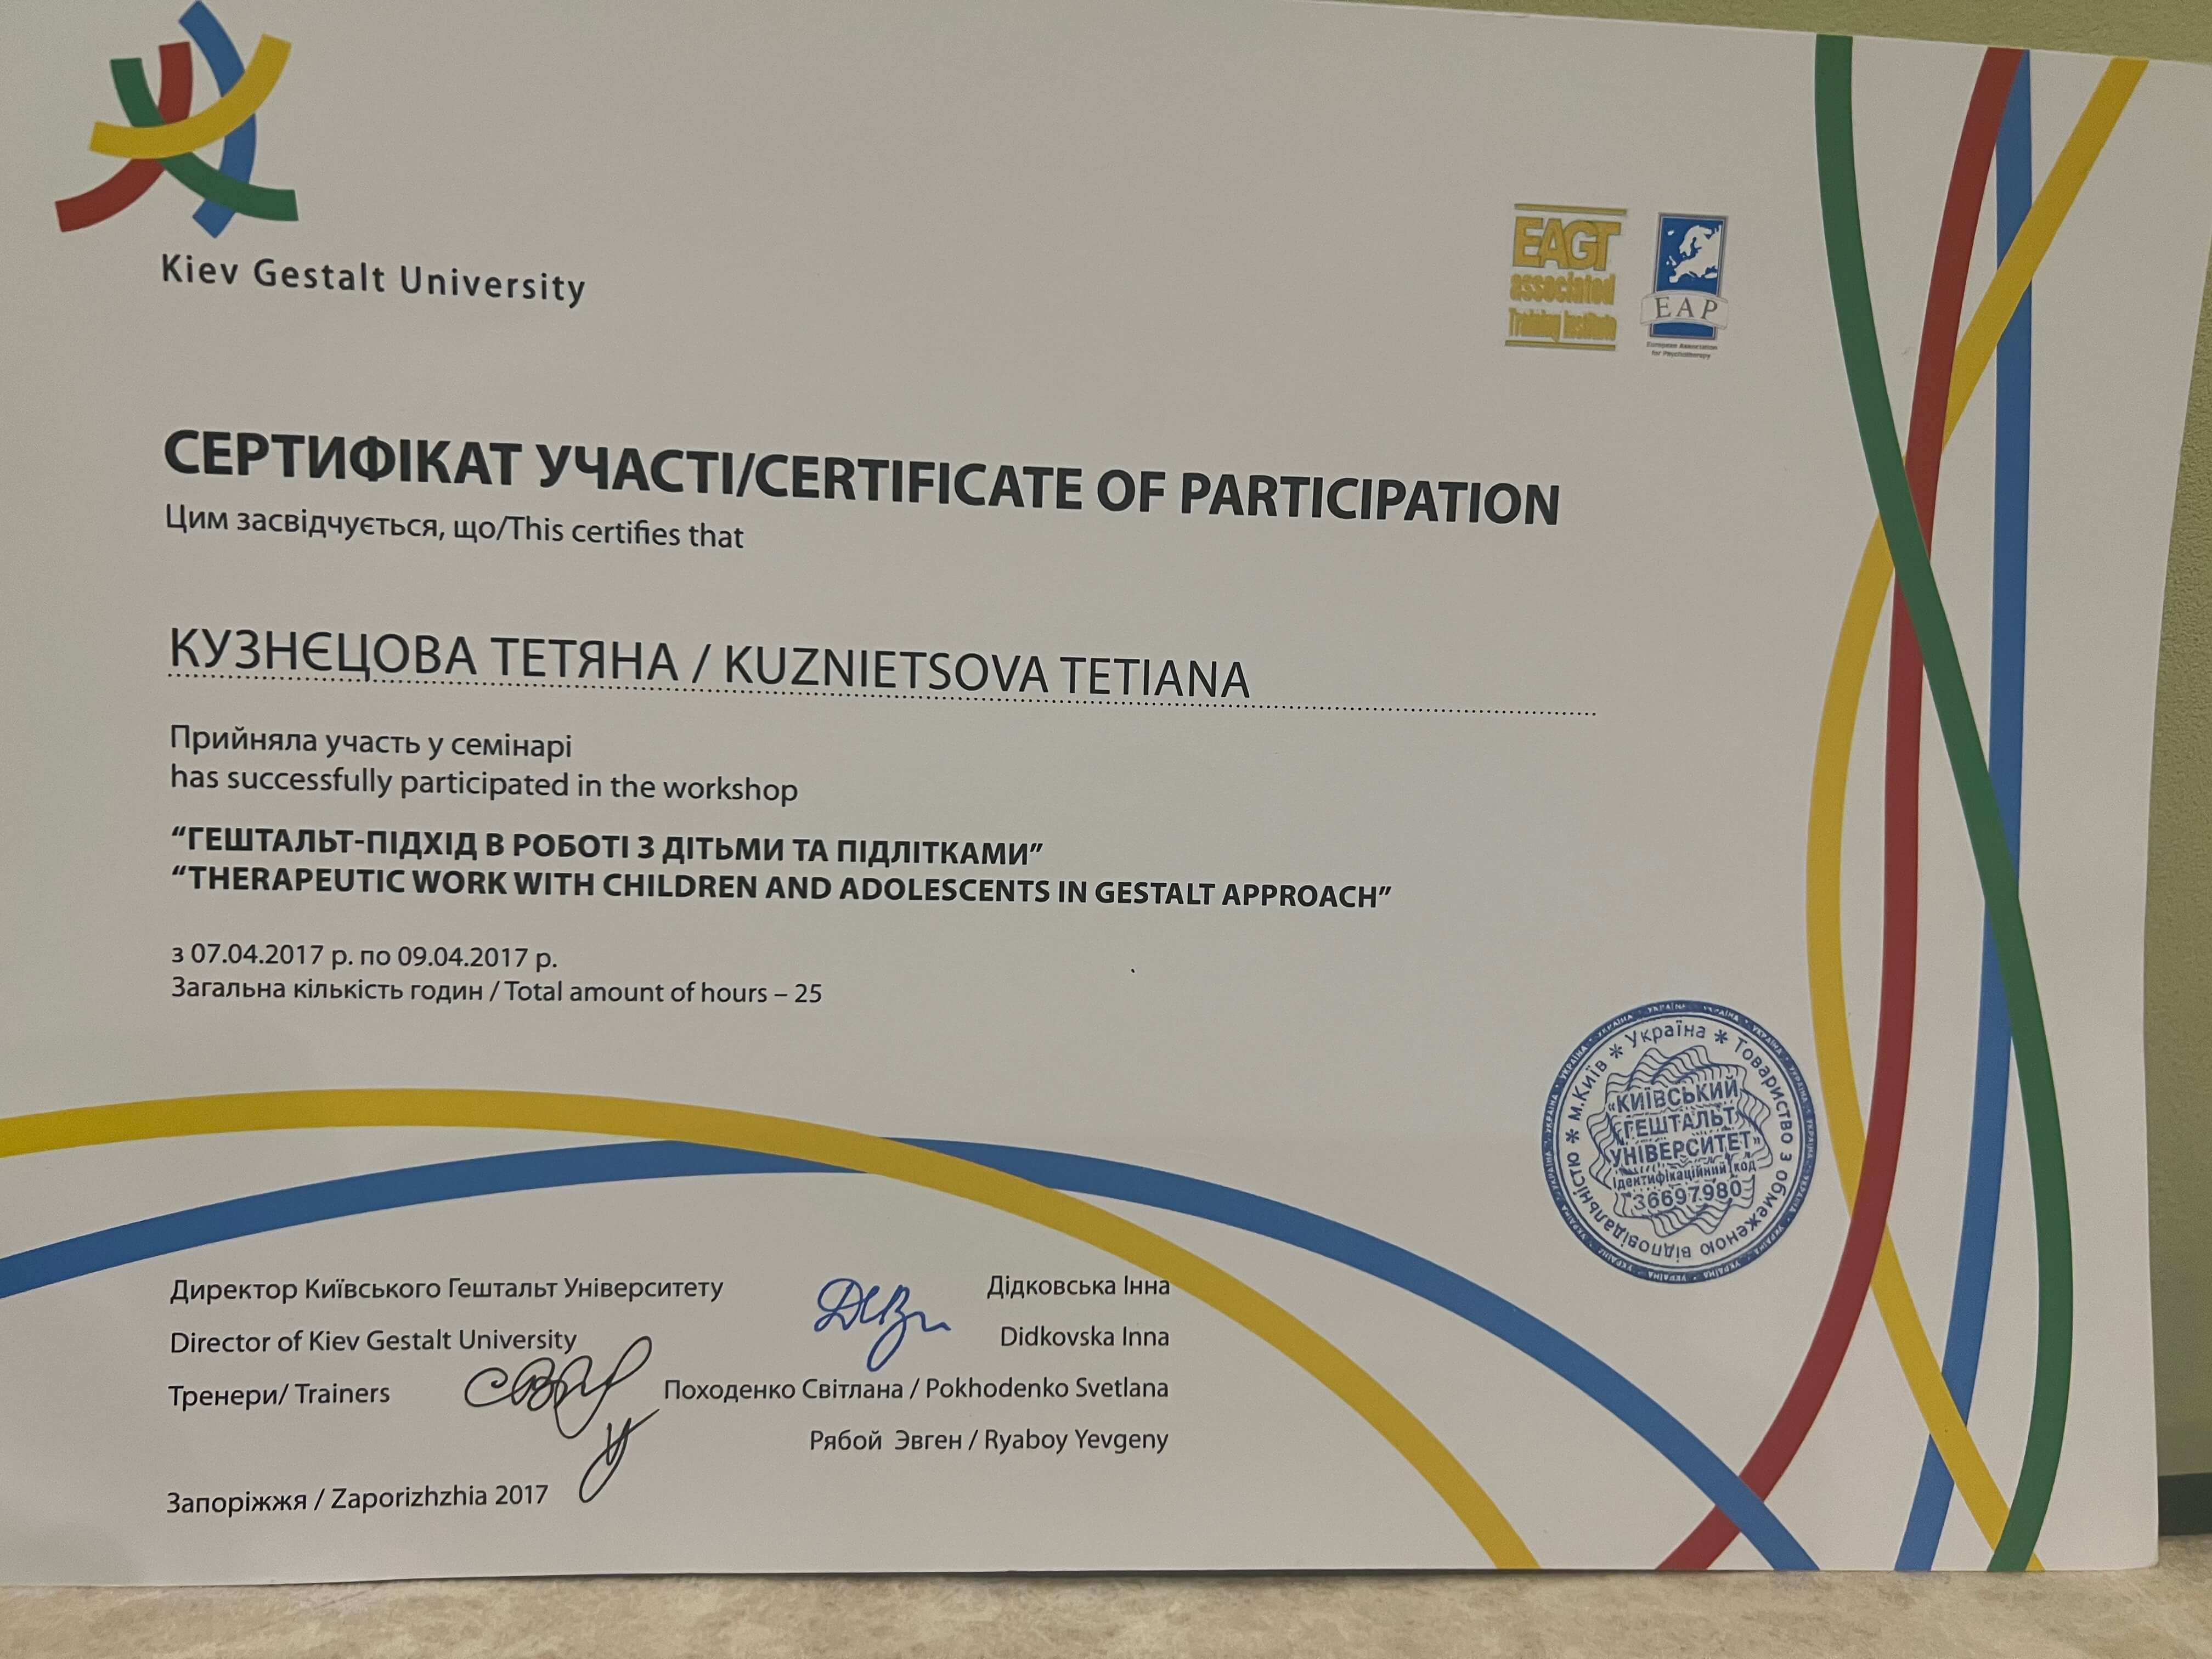 Kiev Gestalt University
EAGT
associated
Training Institute
EAP
European Association
for Psychotherapy
СЕРТИФІКАТ УЧАСТІ/CERTIFICATE OF PARTICIPATION
Цим засвідчується, що/This certifies that
КУЗНЄЦОВА ТЕТЯНА / KUZNIETSOVA TETIANA
Прийняла участь у семінарі
has successfully participated in the workshop
“ГЕШТАЛЬТ-ПІДХІД В РОБОТІ З ДІТЬМИ ТА ПІДЛІТКАМИ”
“THERAPEUTIC WORK WITH CHILDREN AND ADOLESCENTS IN GESTALT APPROACH”
з 07.04.2017 р. по 09.04.2017 р.
Загальна кількість годин / Total amount of hours – 25
м.Київ * Україна * Товариство з обмеженою відповідальністю *
«КИЇВСЬКИЙ
ГЕШТАЛЬТ
УНІВЕРСИТЕТ»
Ідентифікаційний код
36697980
Директор Київського Гештальт Університету Дідковська Інна
Director of Kiev Gestalt University Didkovska Inna
Тренери/ Trainers Походенко Світлана / Pokhodenko Svetlana
Рябой Эвген / Ryaboy Yevgeny
Запоріжжя / Zaporizhzhia 2017